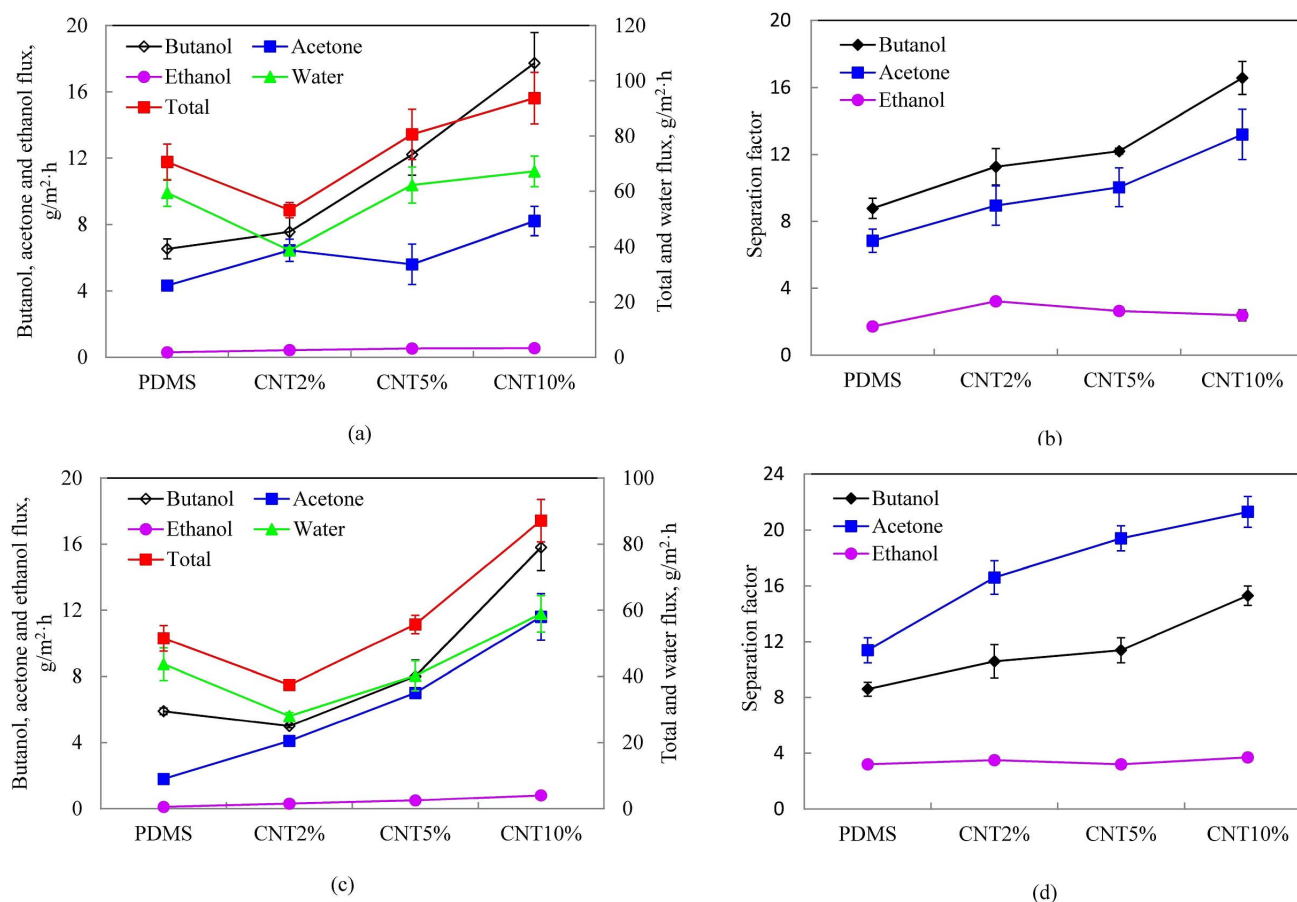 Butanol, acetone and ethanol flux,
g/m²·h
20
16
12
8
4
0
Butanol
Acetone
Ethanol
Water
Total
120
100
80
60
40
20
0
Total and water flux, g/m²·h
PDMS
CNT2%
CNT5%
CNT10%
(a)
Separation factor
20
16
12
8
4
0
Butanol
Acetone
Ethanol
PDMS
CNT2%
CNT5%
CNT10%
(b)
Butanol, acetone and ethanol flux,
g/m²·h
20
16
12
8
4
0
Butanol
Acetone
Ethanol
Water
Total
100
80
60
40
20
0
Total and water flux, g/m²·h
PDMS
CNT2%
CNT5%
CNT10%
(c)
Separation factor
24
20
16
12
8
4
0
Butanol
Acetone
Ethanol
PDMS
CNT2%
CNT5%
CNT10%
(d)